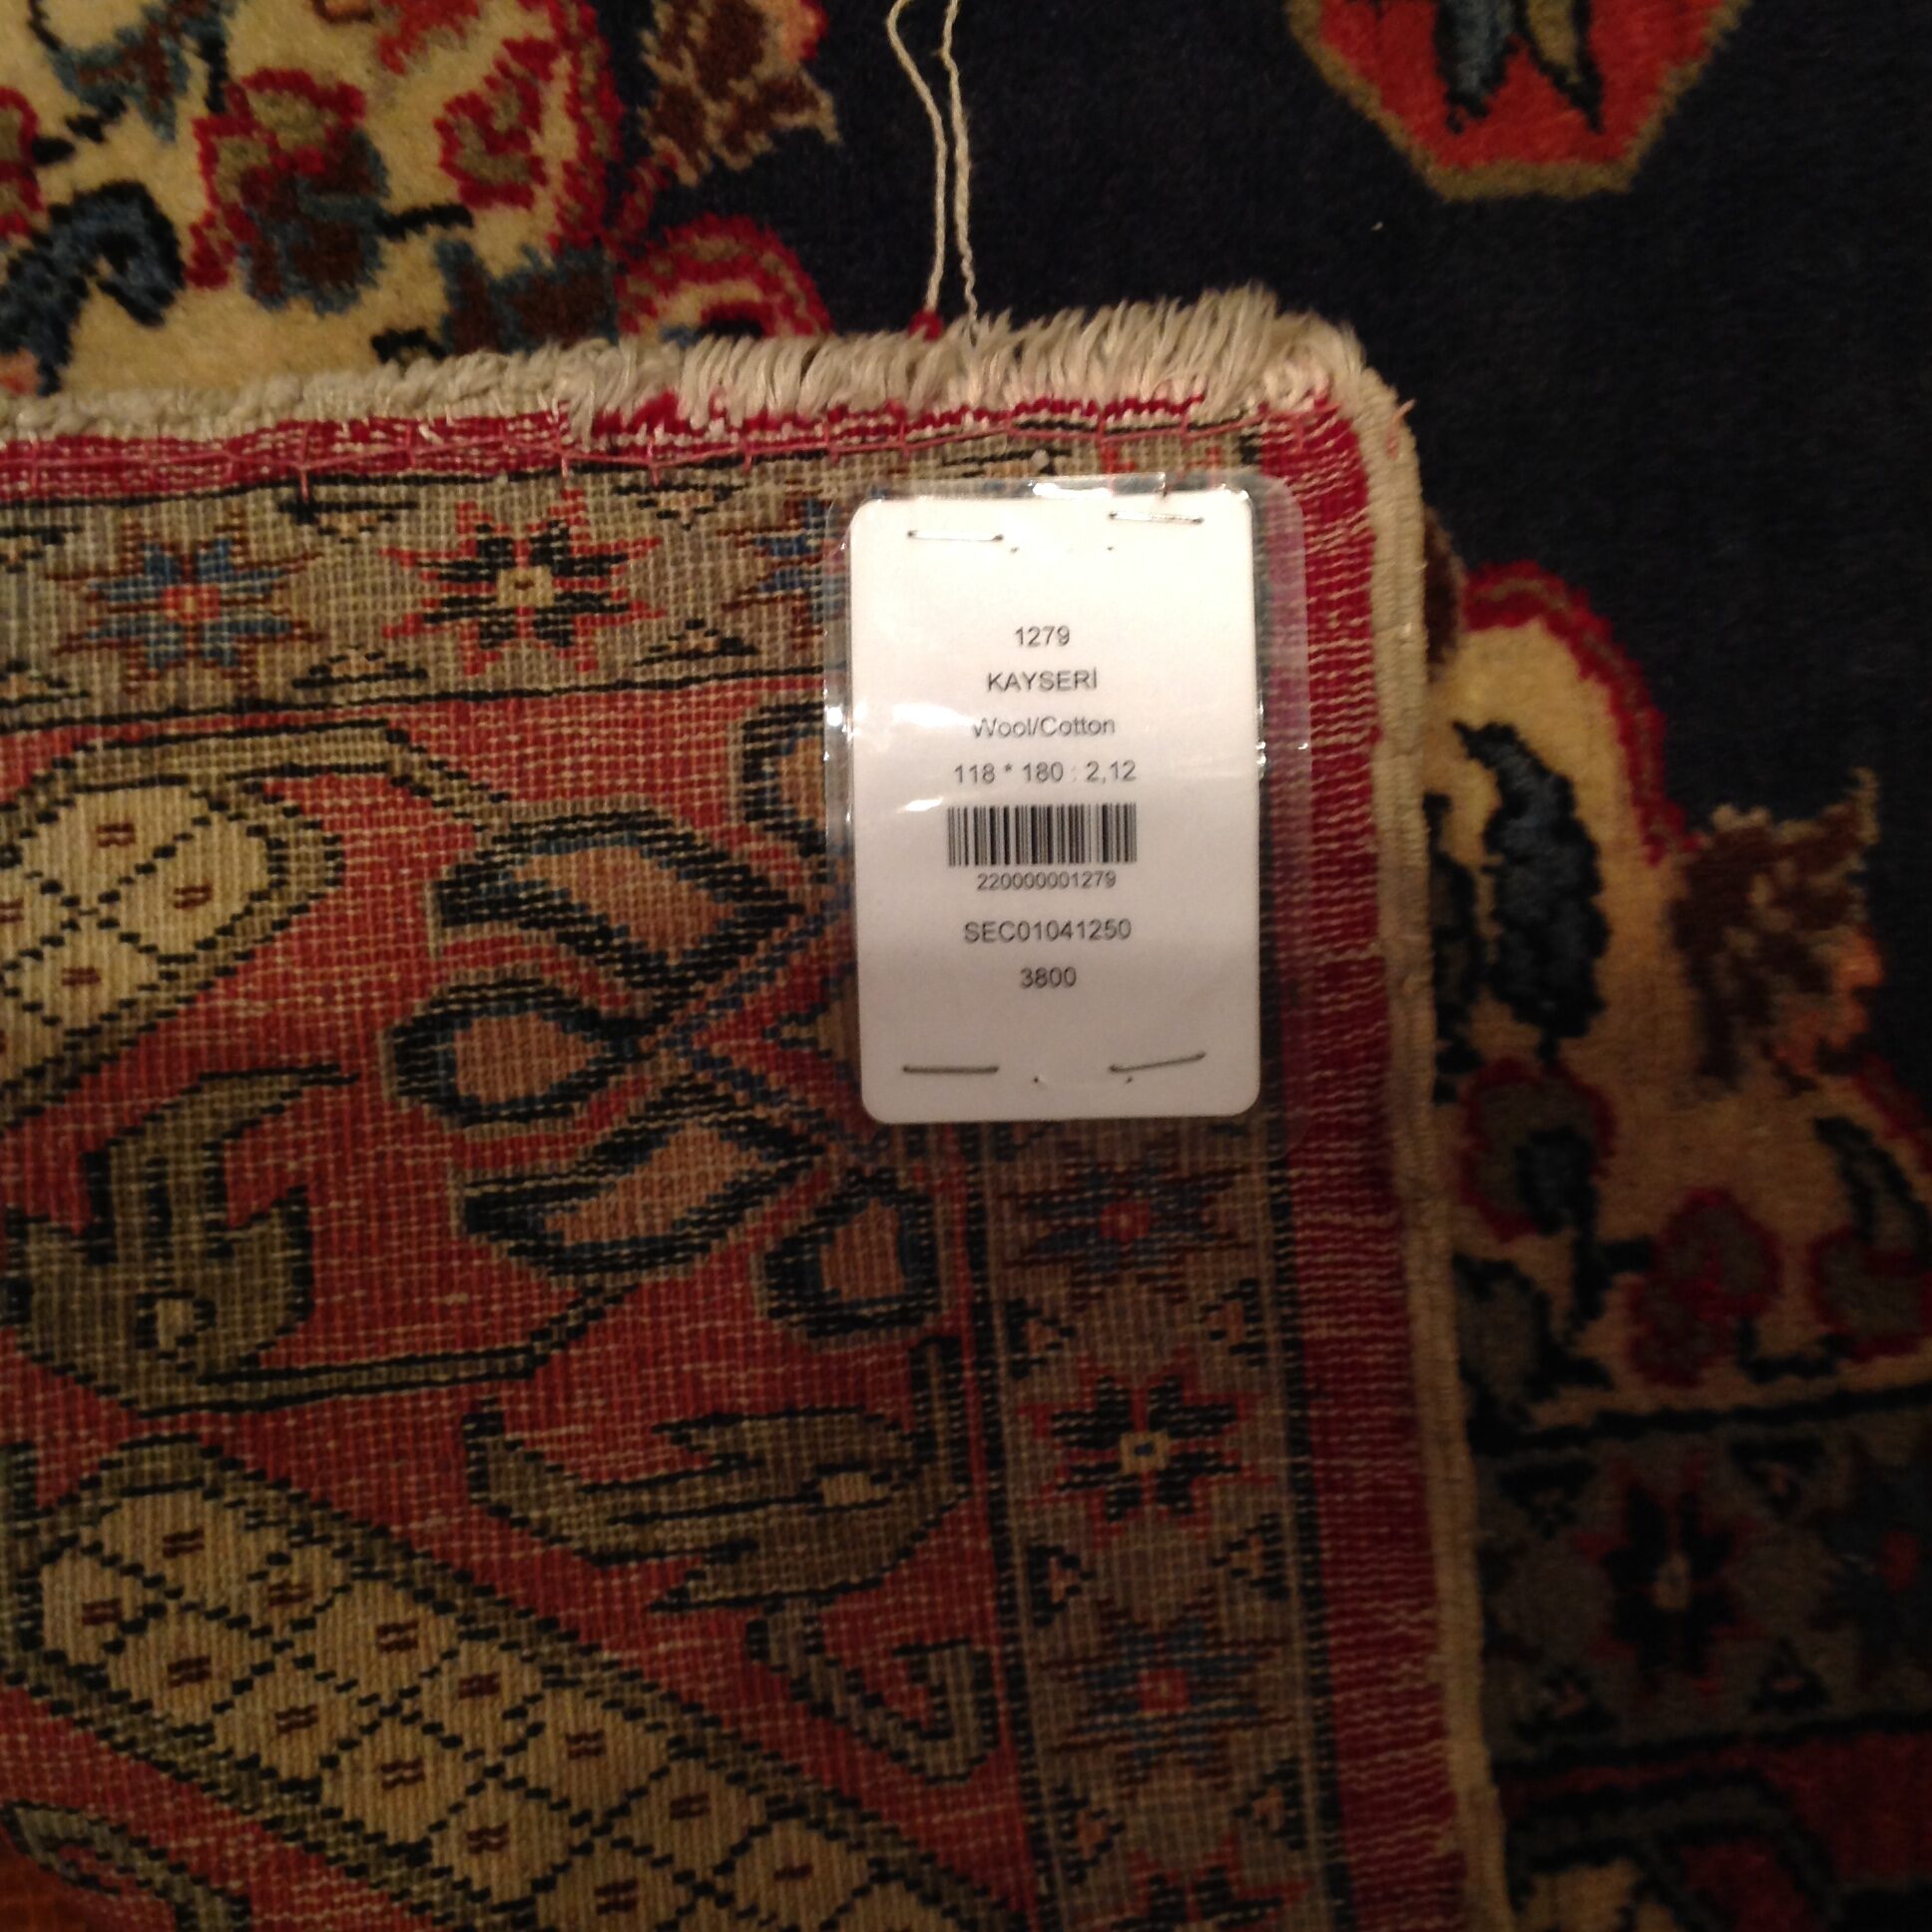 1279
KAYSERİ
Wool/Cotton
118 * 180 : 2,12
220000001279
SEC01041250
3800